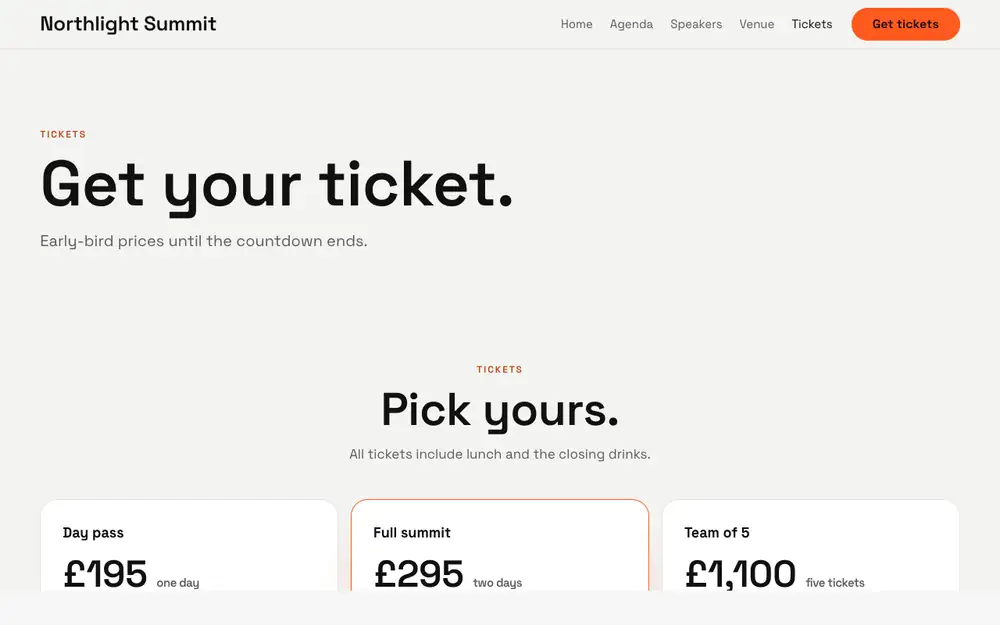 Northlight Summit
Home Agenda Speakers Venue Tickets Get tickets
TICKETS
Get your ticket.
Early-bird prices until the countdown ends.
TICKETS
Pick yours.
All tickets include lunch and the closing drinks.
Day pass
£195 one day
Full summit
£295 two days
Team of 5
£1,100 five tickets